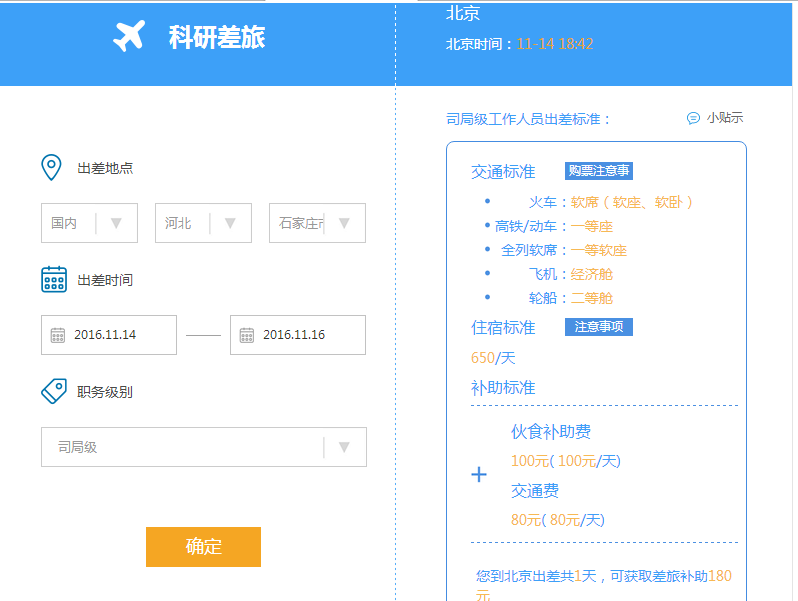 科研差旅
出差地点
国内 河北 石家庄市
出差时间
2016.11.14 2016.11.16
职务级别
司局级
确定
北京
北京时间：11-14 18:42
司局级工作人员出差标准： 小贴示
交通标准 购票注意事
火车：软席（软座、软卧）
高铁/动车：一等座
全列软席：一等软座
飞机：经济舱
轮船：二等舱
住宿标准 注意事项
650/天
补助标准
伙食补助费
100元( 100元/天)
+
交通费
80元( 80元/天)
您到北京出差共1天，可获取差旅补助180
元